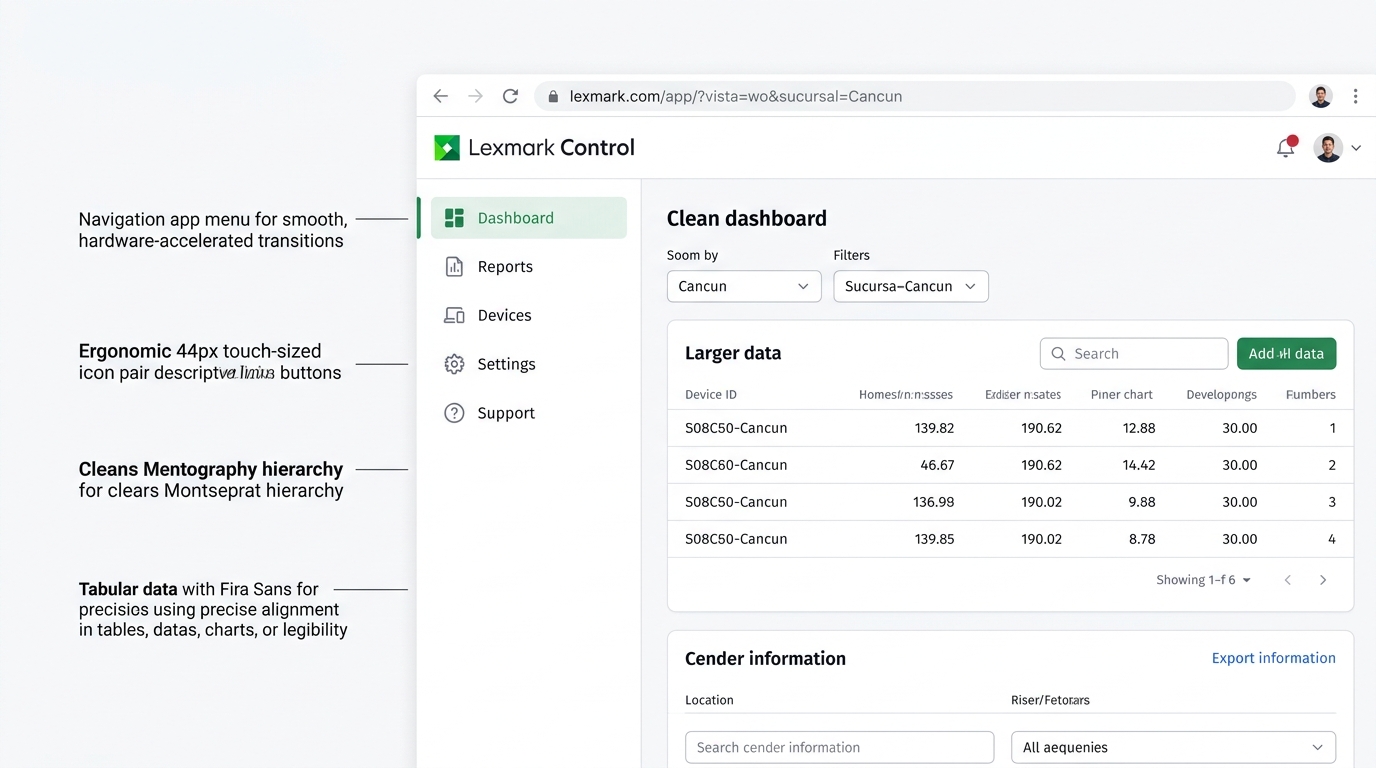 lexmark.com/app/?vista=wo&sucursal=Cancun
Lexmark Control
Navigation app menu for smooth,
hardware-accelerated transitions
Ergonomic 44px touch-sized
icon pair buttons
Cleans Mentography hierarchy
for clears Montseprat hierarchy
Tabular data with Fira Sans for
precisios using precise alignment
in tables, datas, charts, or legibility
Dashboard
Reports
Devices
Settings
Support
Clean dashboard
Soom by
Filters
Cancun
Sucursa–Cancun
Larger data
Search
Add data
Device ID
Piner chart
Developongs
Fumbers
S08C50-Cancun 139.82 190.62 12.88 30.00 1
S08C60-Cancun 46.67 190.62 14.42 30.00 2
S08C50-Cancun 136.98 190.02 9.88 30.00 3
S08C50-Cancun 139.85 190.02 8.78 30.00 4
Showing 1–f 6
Cender information
Export information
Location
Search cender information
All aequenies